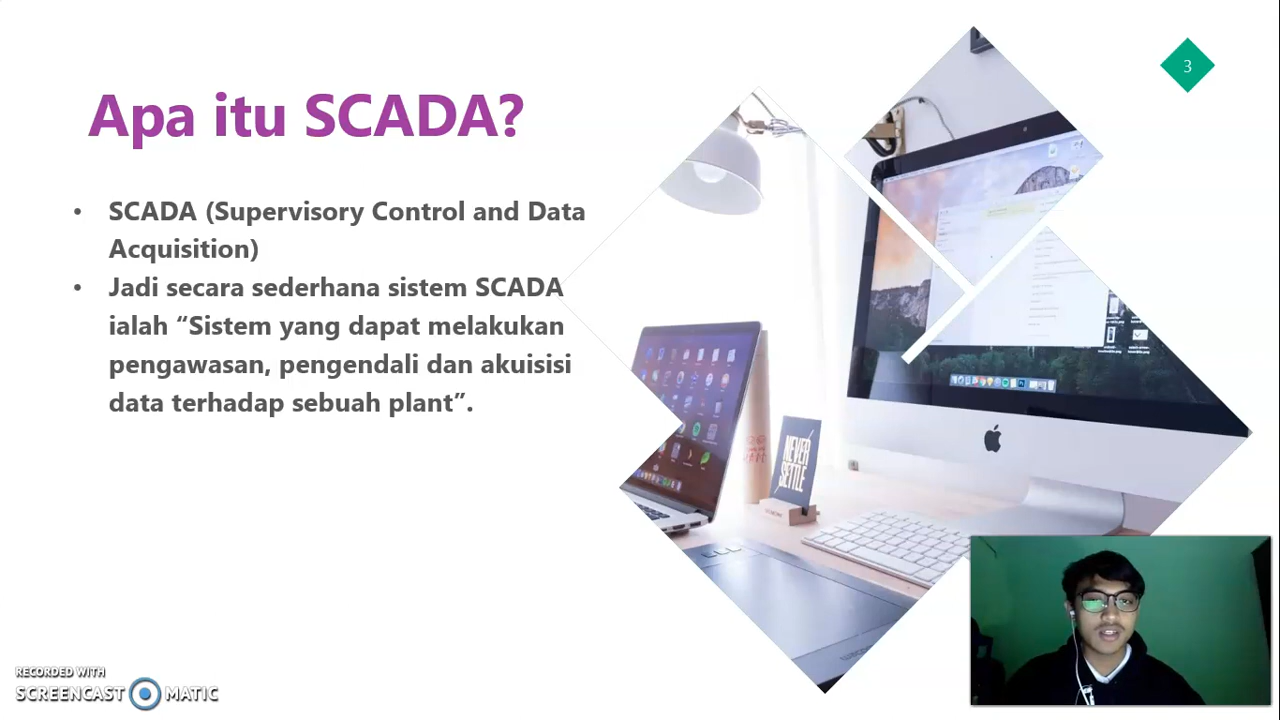 3
Apa itu SCADA?
• SCADA (Supervisory Control and Data
Acquisition)
• Jadi secara sederhana sistem SCADA
ialah “Sistem yang dapat melakukan
pengawasan, pengendali dan akuisisi
data terhadap sebuah plant”.
NEVER
SETTLE
RECORDED WITH
SCREENCAST MATIC